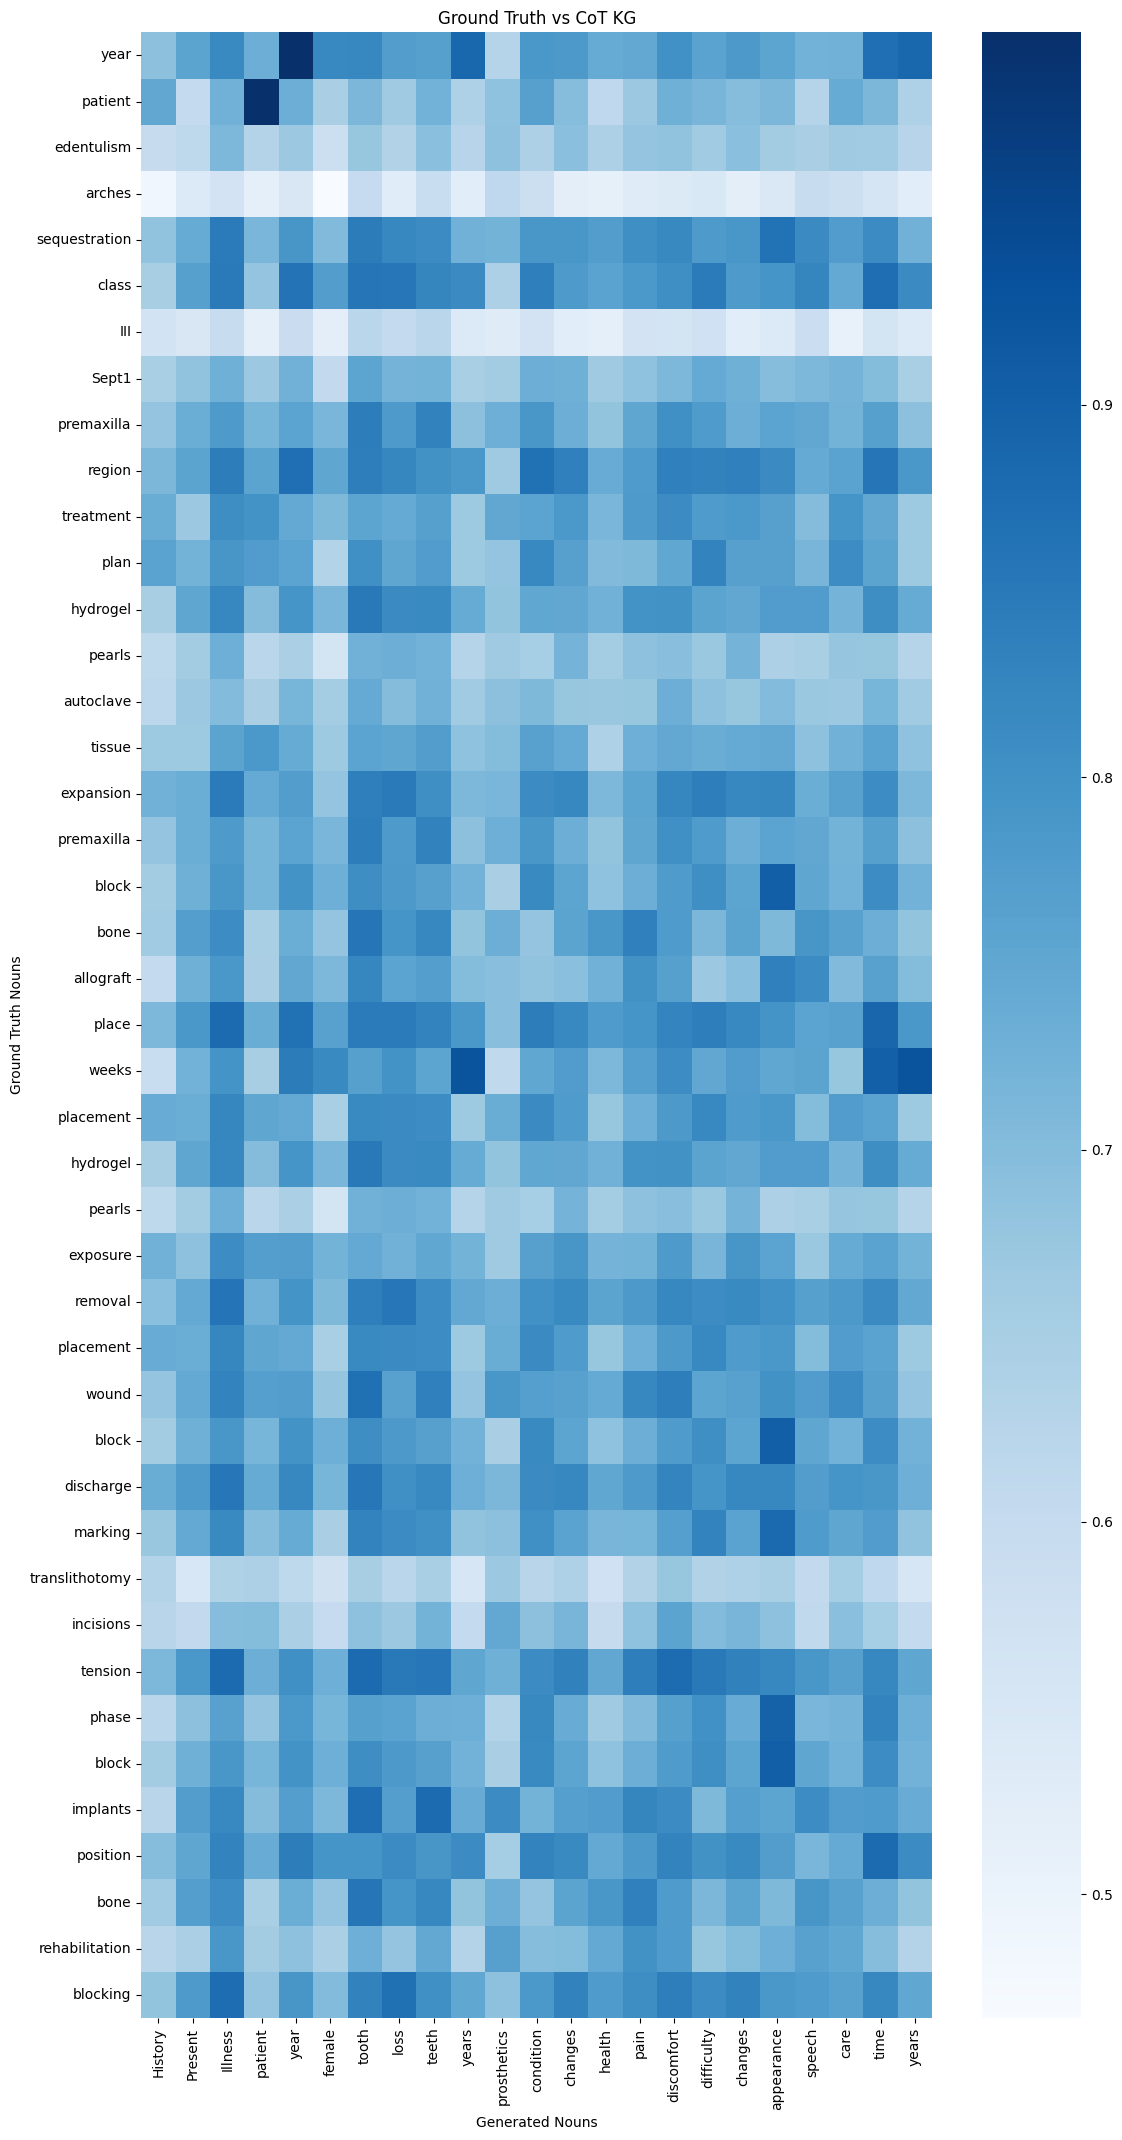 Ground Truth vs CoT KG
Ground Truth Nouns
year
patient
edentulism
arches
sequestration
class
III
Sept1
premaxilla
region
treatment
plan
hydrogel
pearls
autoclave
tissue
expansion
premaxilla
block
bone
allograft
place
weeks
placement
hydrogel
pearls
exposure
removal
placement
wound
block
discharge
marking
translithotomy
incisions
tension
phase
block
implants
position
bone
rehabilitation
blocking
History
Present
Illness
patient
year
female
tooth
loss
teeth
years
prosthetics
condition
changes
health
pain
discomfort
difficulty
changes
appearance
speech
care
time
years
Generated Nouns
0.9
0.8
0.7
0.6
0.5